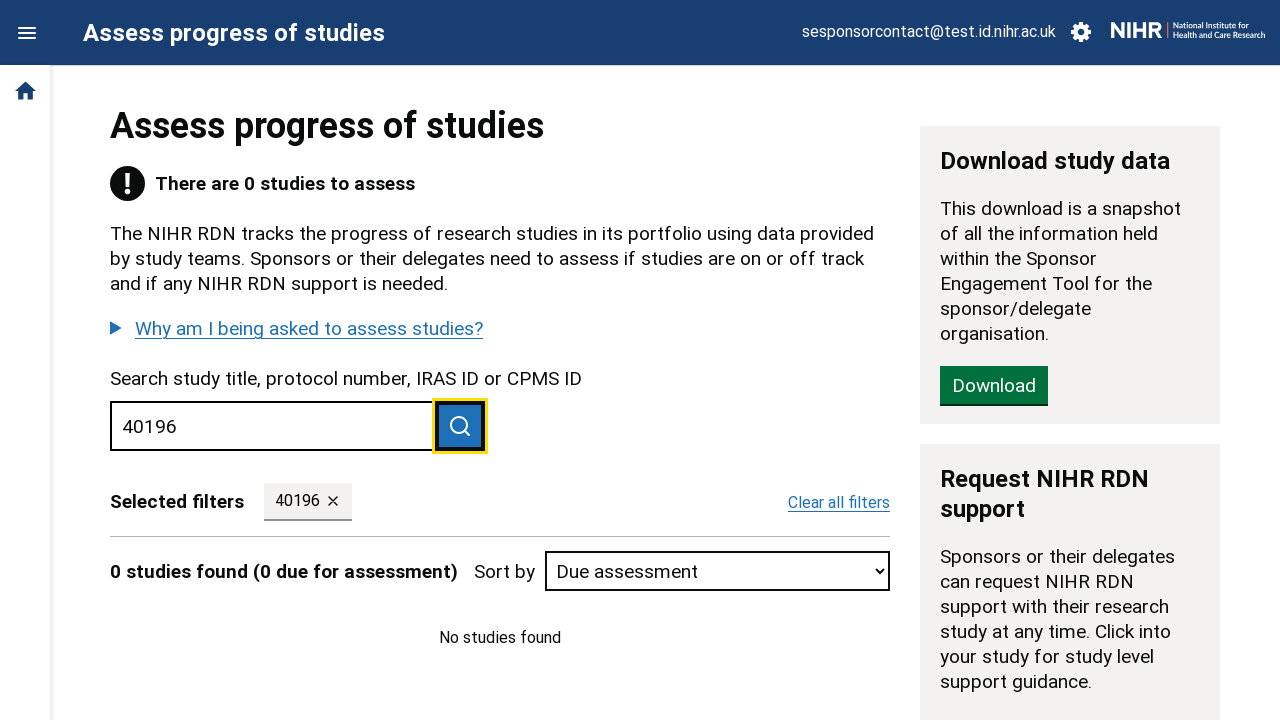 Assess progress of studies
sesponsorcontact@test.id.nihr.ac.uk
NIHR
National Institute for
Health and Care Research
Assess progress of studies
There are 0 studies to assess
The NIHR RDN tracks the progress of research studies in its portfolio using data provided
by study teams. Sponsors or their delegates need to assess if studies are on or off track
and if any NIHR RDN support is needed.
Why am I being asked to assess studies?
Search study title, protocol number, IRAS ID or CPMS ID
40196
Selected filters
40196
Clear all filters
0 studies found (0 due for assessment)
Sort by
Due assessment
No studies found
Download study data
This download is a snapshot
of all the information held
within the Sponsor
Engagement Tool for the
sponsor/delegate
organisation.
Download
Request NIHR RDN
support
Sponsors or their delegates
can request NIHR RDN
support with their research
study at any time. Click into
your study for study level
support guidance.